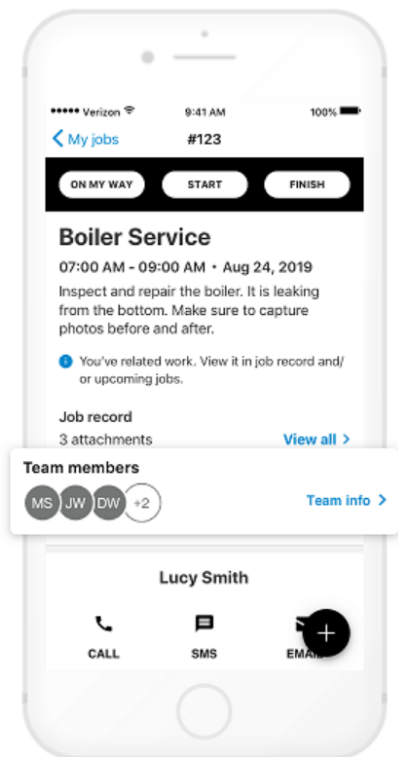 Verizon 9:41 AM 100%
My jobs #123
ON MY WAY START FINISH
Boiler Service
07:00 AM - 09:00 AM • Aug 24, 2019
Inspect and repair the boiler. It is leaking
from the bottom. Make sure to capture
photos before and after.
You've related work. View it in job record and/
or upcoming jobs.
Job record
3 attachments View all >
Team members
MS JW DW +2 Team info >
Lucy Smith
CALL SMS EMAIL